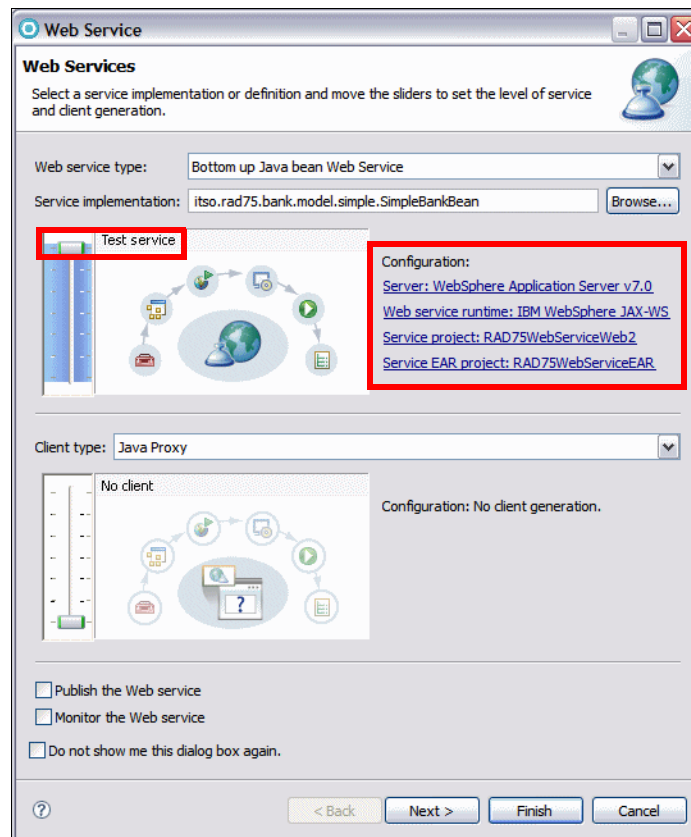 Web Service
Web Services
Select a service implementation or definition and move the sliders to set the level of service
and client generation.
Web service type: Bottom up Java bean Web Service
Service implementation: itso.rad75.bank.model.simple.SimpleBankBean Browse...
Test service
Configuration:
Server: WebSphere Application Server v7.0
Web service runtime: IBM WebSphere JAX-WS
Service project: RAD75WebServiceWeb2
Service EAR project: RAD75WebServiceEAR
Client type: Java Proxy
No client
Configuration: No client generation.
?
Publish the Web service
Monitor the Web service
Do not show me this dialog box again.
? < Back Next > Finish Cancel